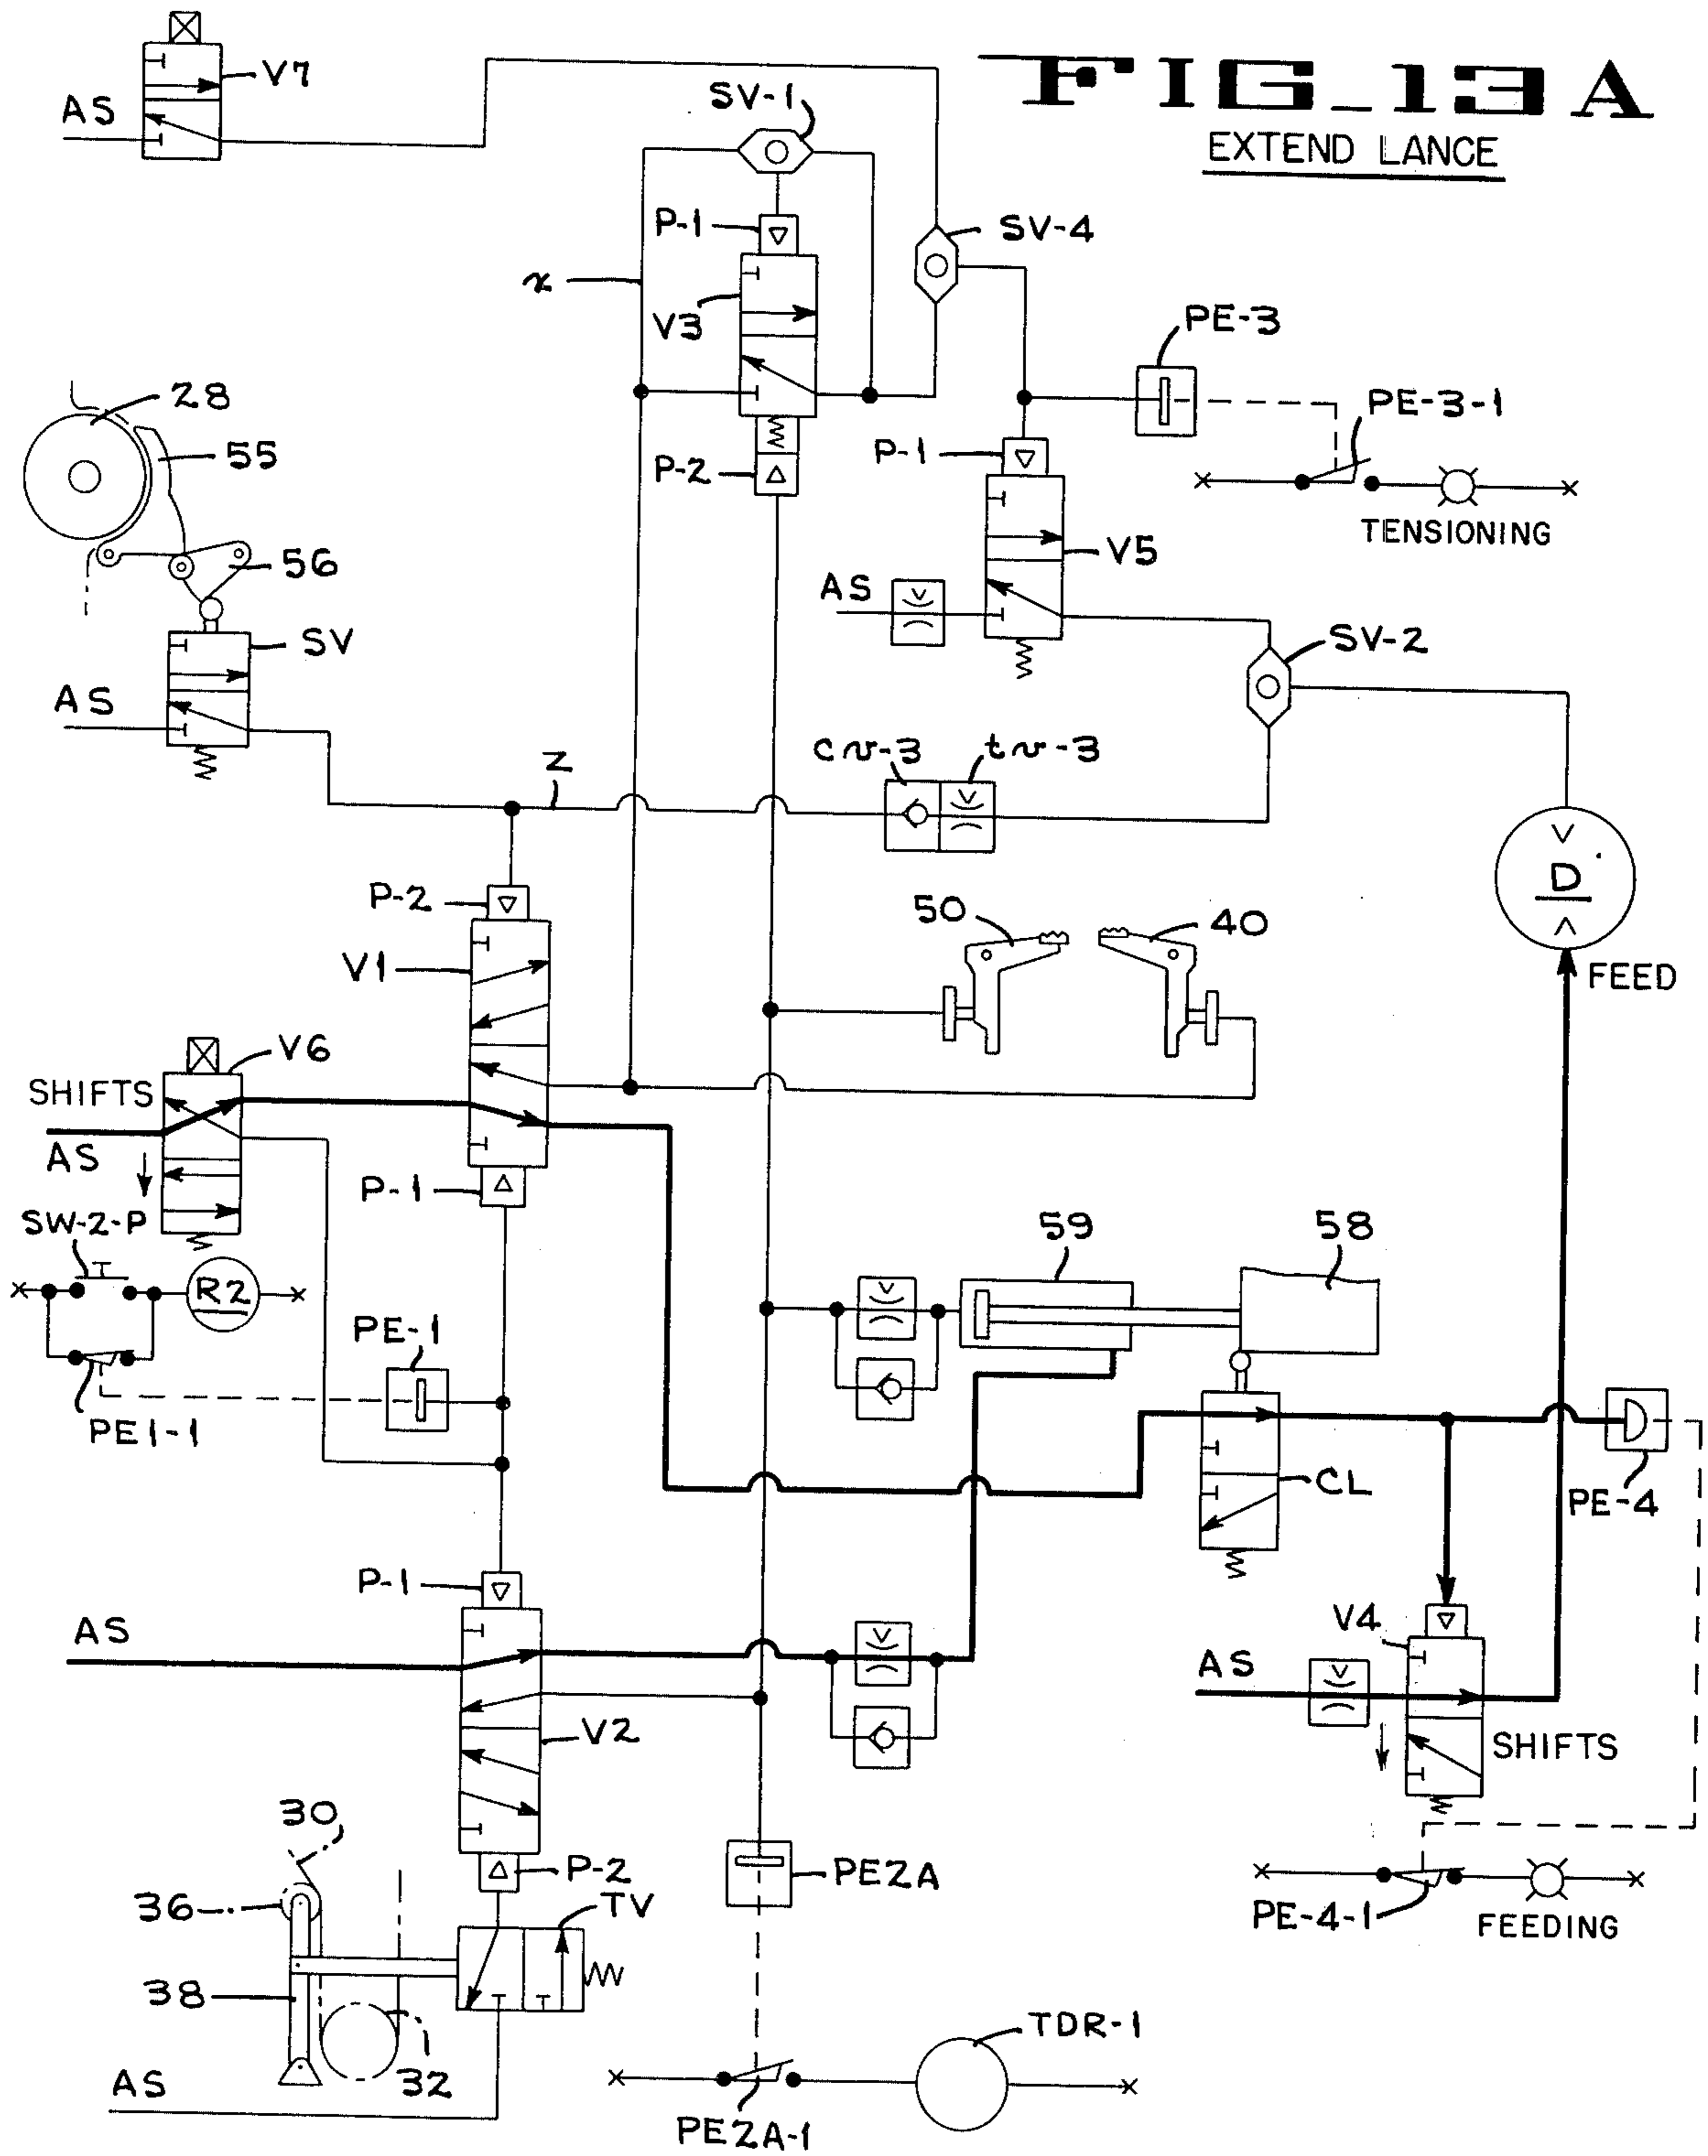 FIG_13A
EXTEND LANCE
V7
AS
SV-1
P-1
SV-4
x
V3
PE-3
28
PE-3-1
55
P-1
P-2
TENSIONING
56
V5
AS
SV
SV-2
AS
Z
cv-3
tv-3
P-2
50
40
D
V1
FEED
V6
SHIFTS
AS
P-1
SW-2-P
59
58
R2
PE-1
PE1-1
CL
PE-4
P-1
V4
AS
AS
V2
SHIFTS
30
P-2
PE2A
36
TV
PE-4-1
FEEDING
38
TDR-1
32
AS
PE2A-1